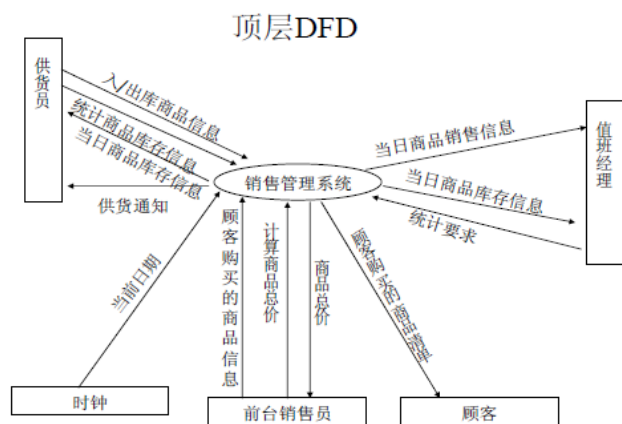 顶层DFD
供货员
入/出库商品信息
统计商品库存信息
当日商品库存信息
供货通知
销售管理系统
当日商品销售信息
当日商品库存信息
统计要求
值班经理
当前日期
顾客购买的商品信息
计算商品总价
商品总价
顾客购买的商品清单
时钟
前台销售员
顾客